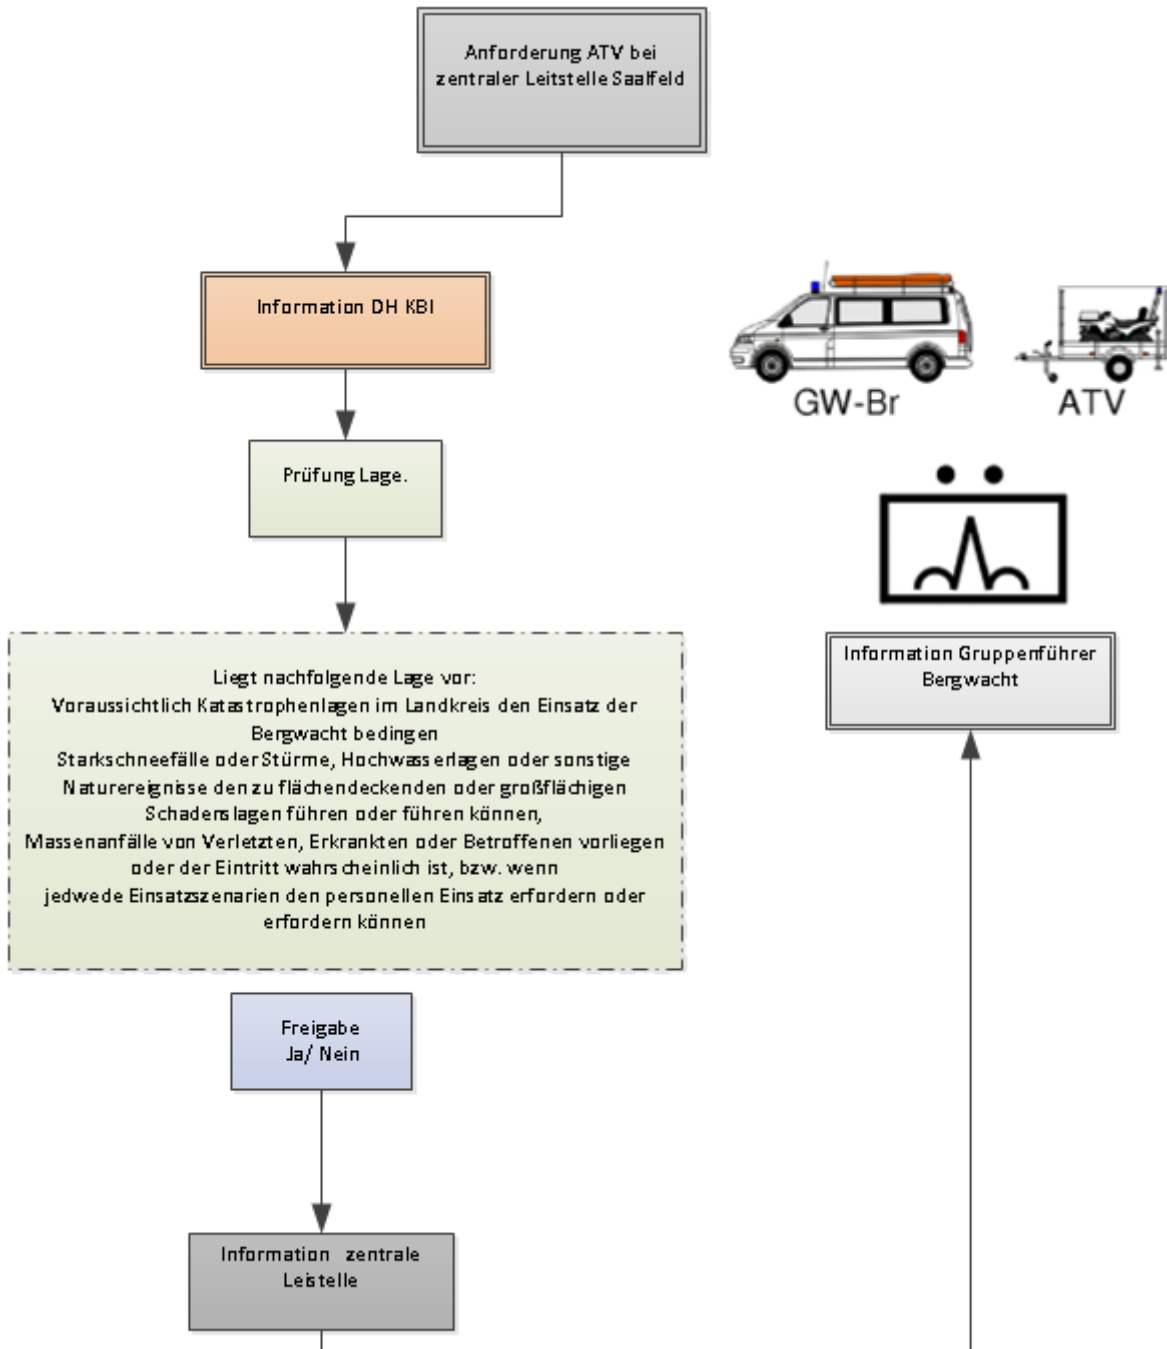 Anforderung ATV bei
zentraler Leitstelle Saalfeld
Information DH KBI
Prüfung Lage.
GW-Br
ATV
Liegt nachfolgende Lage vor:
Voraussichtlich Katastrophenlagen im Landkreis den Einsatz der
Bergwacht bedingen
Starkschneefälle oder Stürme, Hochwasserlagen oder sonstige
Naturereignisse den zu flächendeckenden oder großflächigen
Schadenslagen führen oder führen können,
Massenanfälle von Verletzten, Erkrankten oder Betroffenen vorliegen
oder der Eintritt wahrscheinlich ist, bzw. wenn
jedwede Einsatzszenarien den personellen Einsatz erfordern oder
erfordern können
Information Gruppenführer
Bergwacht
Freigabe
Ja/ Nein
Information zentrale
Leistelle